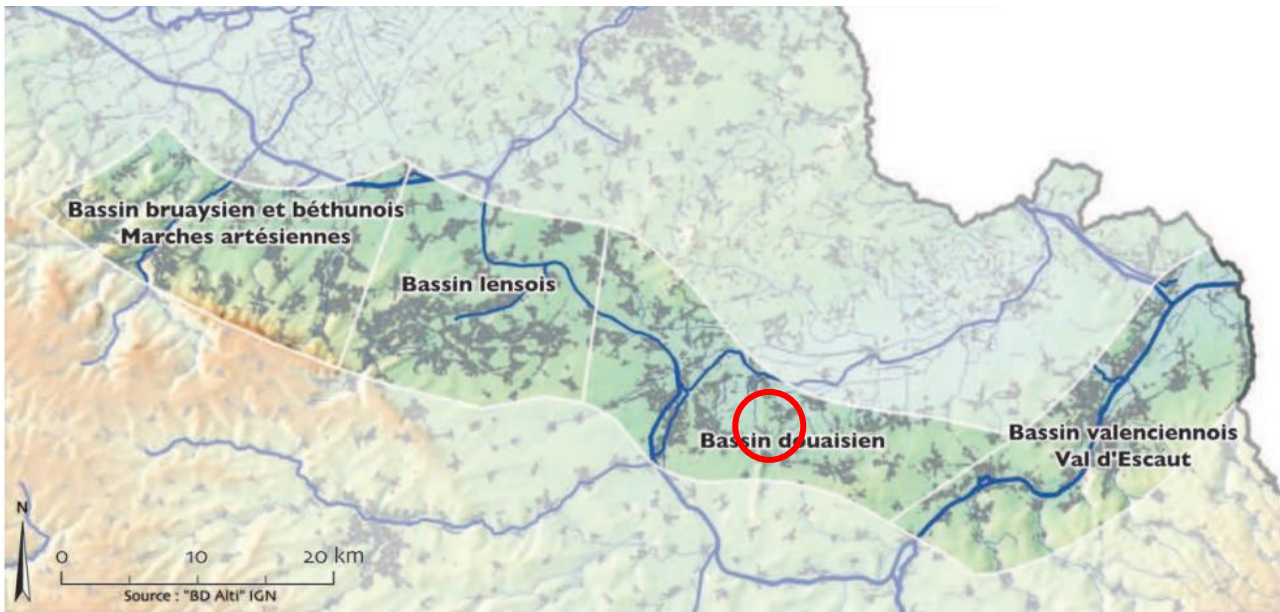 Bassin bruaysien et béthunois
Marches artésiennes
Bassin lensois
Bassin douaisien
Bassin valenciennois
Val d'Escaut
N
0 10 20 km
Source : "BD Alti" IGN